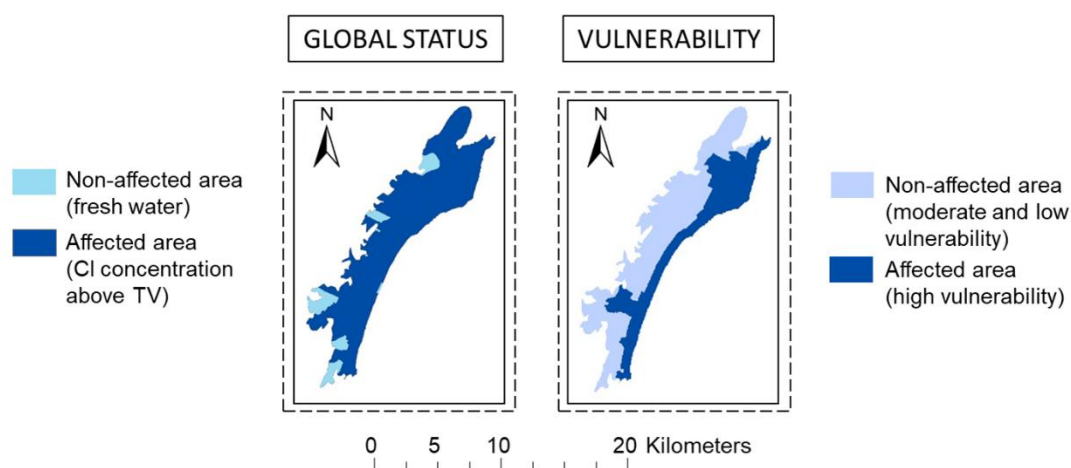 GLOBAL STATUS
VULNERABILITY
N
N
Non-affected area
(fresh water)
Affected area
(Cl concentration
above TV)
Non-affected area
(moderate and low
vulnerability)
Affected area
(high vulnerability)
0 5 10 20 Kilometers